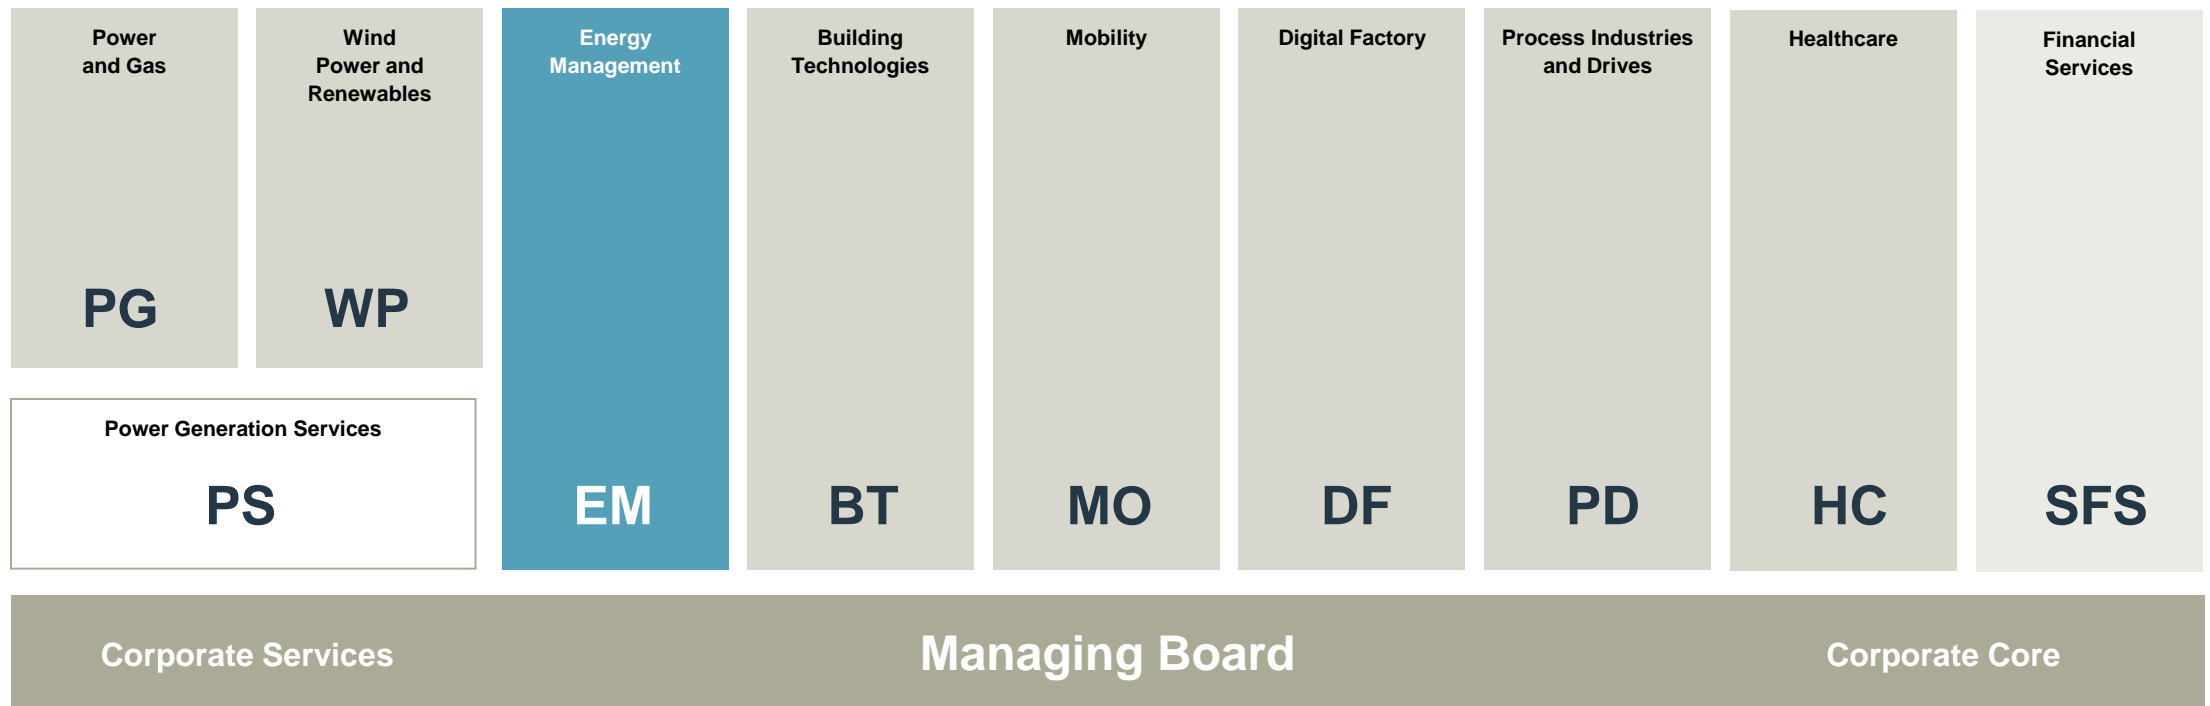 Power
and Gas
PG
Wind
Power and
Renewables
WP
Power Generation Services
PS
Energy
Management
EM
Building
Technologies
BT
Mobility
MO
Digital Factory
DF
Process Industries
and Drives
PD
Healthcare
HC
Financial
Services
SFS
Corporate Services
Managing Board
Corporate Core